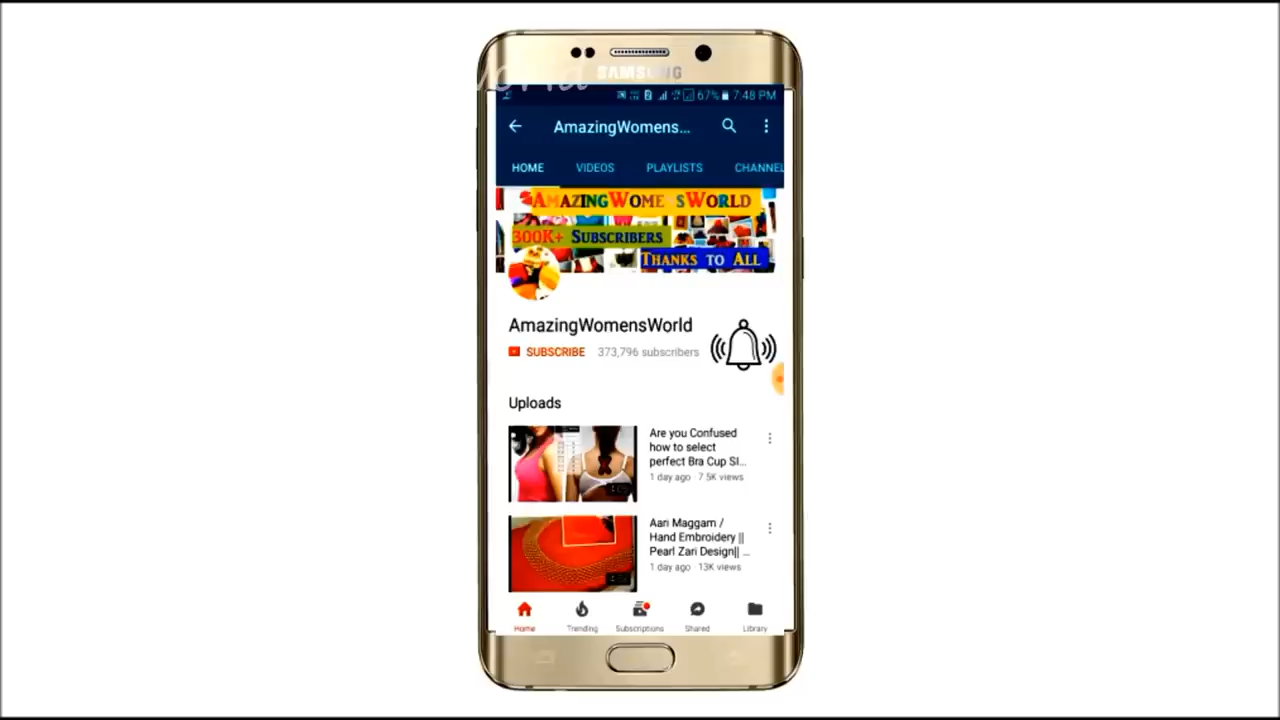 World
SAMSUNG
67% 7:48 PM
AmazingWomens...
HOME VIDEOS PLAYLISTS CHANNEL
AMAZINGWOME SWORLD
300K+ SUBSCRIBERS
THANKS TO ALL
AmazingWomensWorld
SUBSCRIBE 373,796 subscribers
Uploads
Are you Confused
how to select
perfect Bra Cup SI...
1 day ago · 7.5K views
Aari Maggam /
Hand Embroidery ||
Pearl Zari Design|| ...
1 day ago · 13K views
Home Trending Subscriptions Shared Library